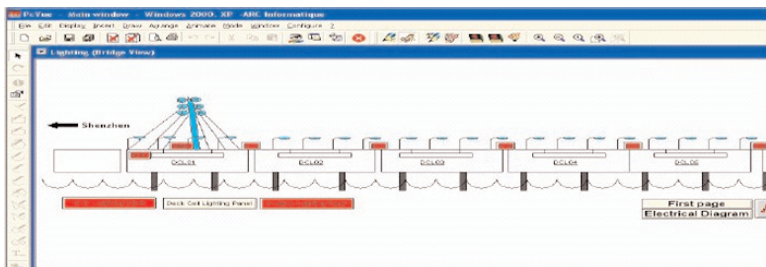 PcVue - Main window - Windows 2000, XP -ARC Informatique
File Edit Display Insert Draw Arrange Animate Mode Window Configure ?
Lighting (Bridge View)
Shenzhen
DCL01 DCL02 DCL03 DCL04 DCL05
Deck Cell Lighting Panel
First page
Electrical Diagram